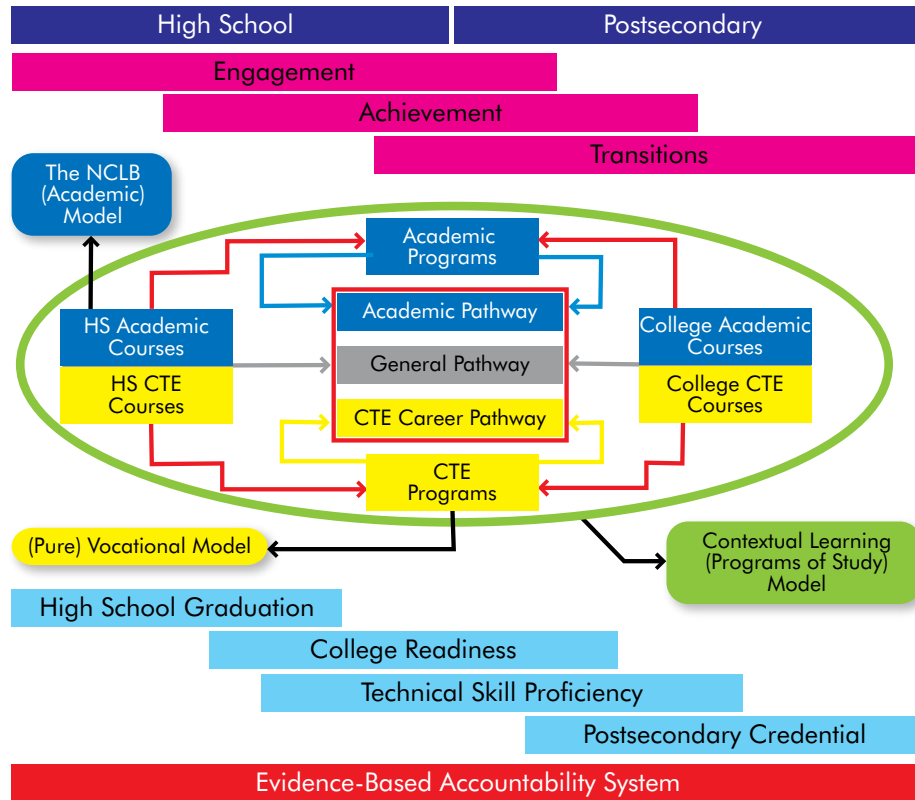 High School
Postsecondary
Engagement
Achievement
Transitions
The NCLB
(Academic)
Model
Academic
Programs
HS Academic
Courses
HS CTE
Courses
Academic Pathway
General Pathway
CTE Career Pathway
College Academic
Courses
College CTE
Courses
CTE
Programs
(Pure) Vocational Model
Contextual Learning
(Programs of Study)
Model
High School Graduation
College Readiness
Technical Skill Proficiency
Postsecondary Credential
Evidence-Based Accountability System